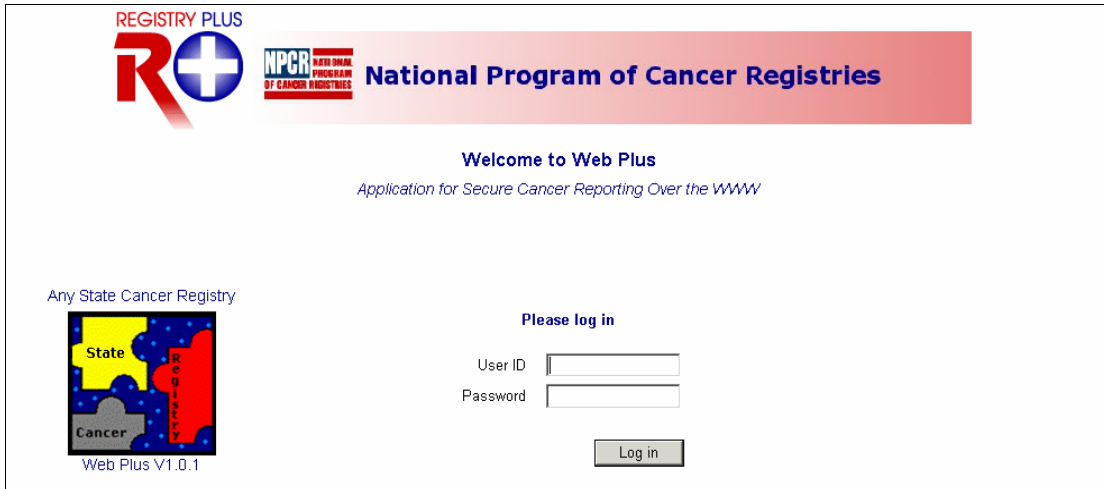 REGISTRY PLUS
R+
NPCR NATIONAL PROGRAM
OF CANCER REGISTRIES
National Program of Cancer Registries
Welcome to Web Plus
Application for Secure Cancer Reporting Over the WWW
Any State Cancer Registry
State
Registry
Cancer
Web Plus V1.0.1
Please log in
User ID
Password
Log in